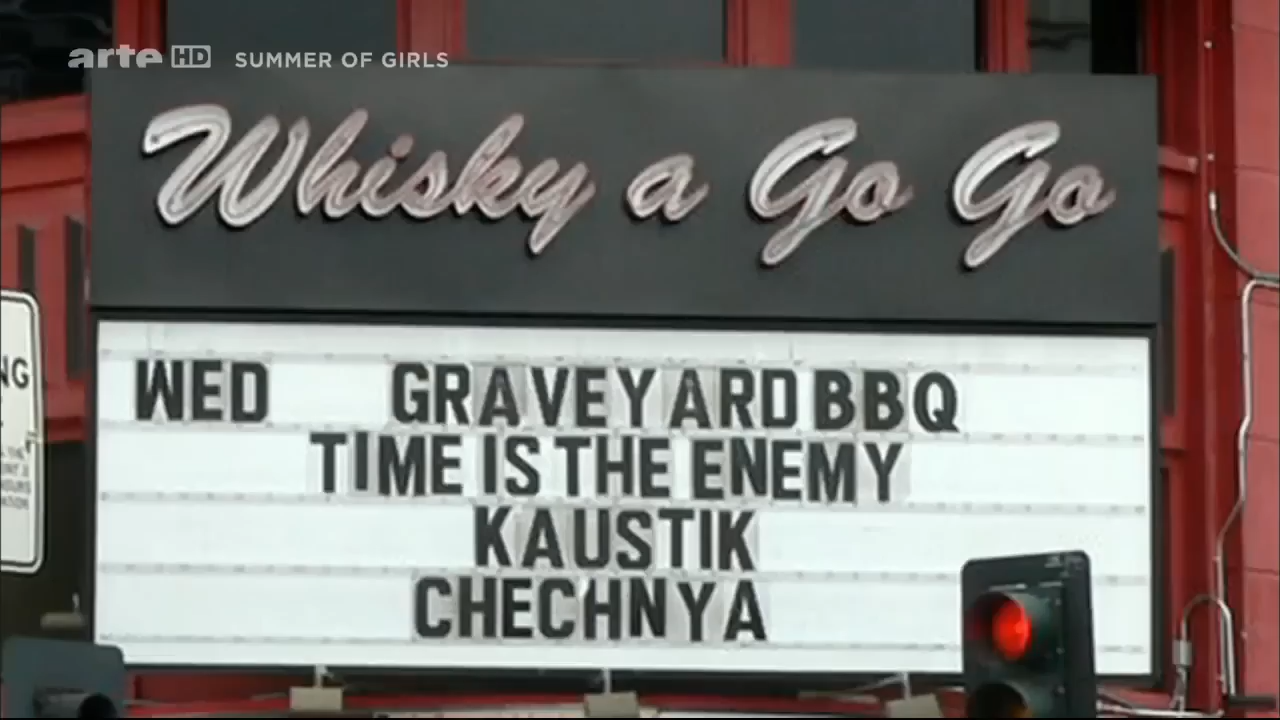 arte HD SUMMER OF GIRLS
Whisky a Go Go
WED GRAVEYARD BBQ
TIME IS THE ENEMY
KAUSTIK
CHECHNYA
NG